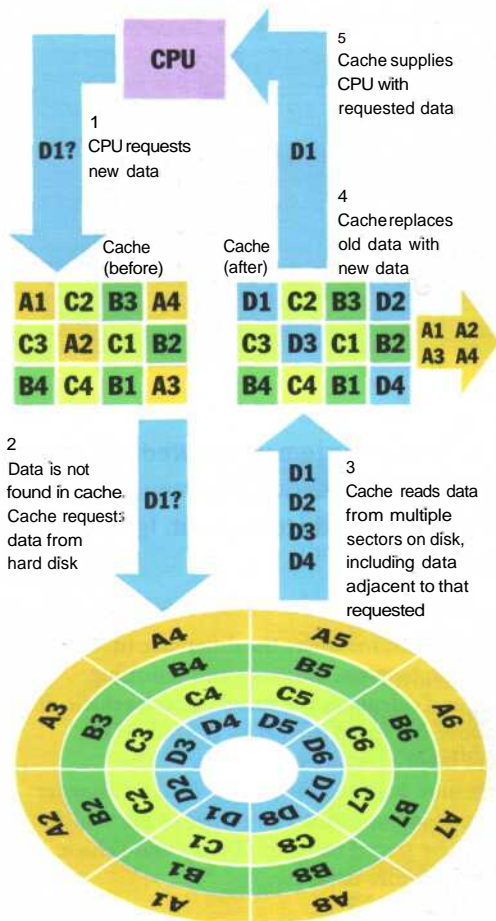 CPU
5
Cache supplies
CPU with
requested data
1
CPU requests
new data
D1?
D1
4
Cache replaces
old data with
new data
Cache
(before)
Cache
(after)
A1 C2 B3 A4
C3 A2 C1 B2
B4 C4 B1 A3
D1 C2 B3 D2
C3 D3 C1 B2
B4 C4 B1 D4
A1 A2
A3 A4
2
Data is not
found in cache.
Cache requests
data from
hard disk
D1?
D1
D2
D3
D4
3
Cache reads data
from multiple
sectors on disk,
including data
adjacent to that
requested
A4 A5
B4 B5
C4 C5
D4 D5
A3 B3 C3 D3 D6 C6 B6 A6
A2 B2 C2 D2 D7 C7 B7 A7
D1 D8
C1 C8
B1 B8
A1 A8